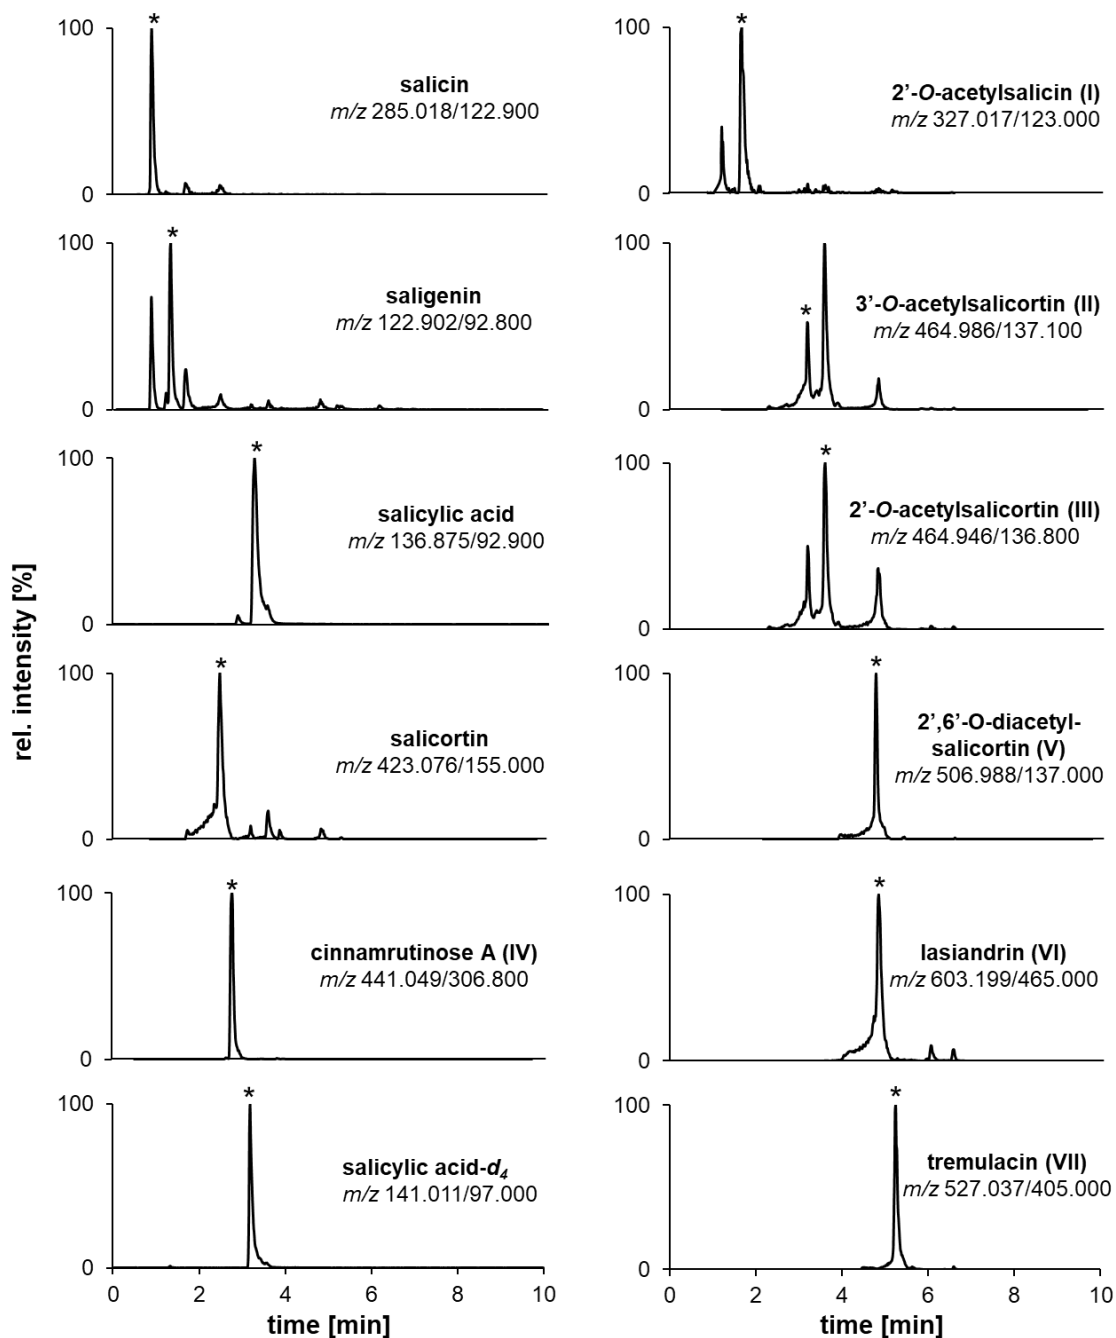 rel. intensity [%]
100
*
salicin
m/z 285.018/122.900
0
100
*
saligenin
m/z 122.902/92.800
0
100
*
salicylic acid
m/z 136.875/92.900
0
100
*
salicortin
m/z 423.076/155.000
0
100
*
cinnamrutinose A (IV)
m/z 441.049/306.800
0
100
*
salicylic acid-d4
m/z 141.011/97.000
0
0 2 4 6 8 10
time [min]
100
*
2’-O-acetylsalicin (I)
m/z 327.017/123.000
0
100
*
3’-O-acetylsalicortin (II)
m/z 464.986/137.100
0
100
*
2’-O-acetylsalicortin (III)
m/z 464.946/136.800
0
100
*
2’,6’-O-diacetyl-
salicortin (V)
m/z 506.988/137.000
0
100
*
lasiandrin (VI)
m/z 603.199/465.000
0
100
*
tremulacin (VII)
m/z 527.037/405.000
0
0 2 4 6 8 10
time [min]